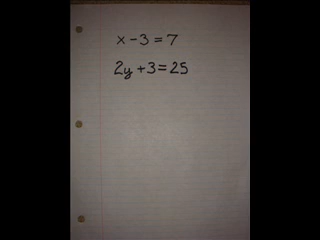 x - 3 = 7
2y + 3 = 25